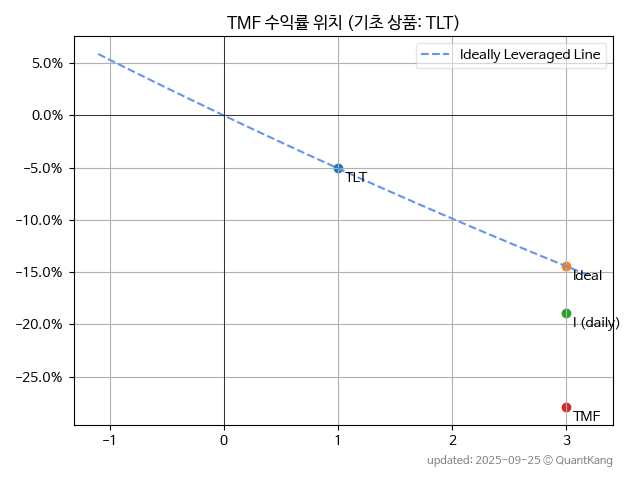 TMF 수익률 위치 (기초 상품: TLT)
Ideally Leveraged Line
5.0%
0.0%
−5.0%
−10.0%
−15.0%
−20.0%
−25.0%
TLT
Ideal
I (daily)
TMF
−1
0
1
2
3
updated: 2025-09-25 © QuantKang